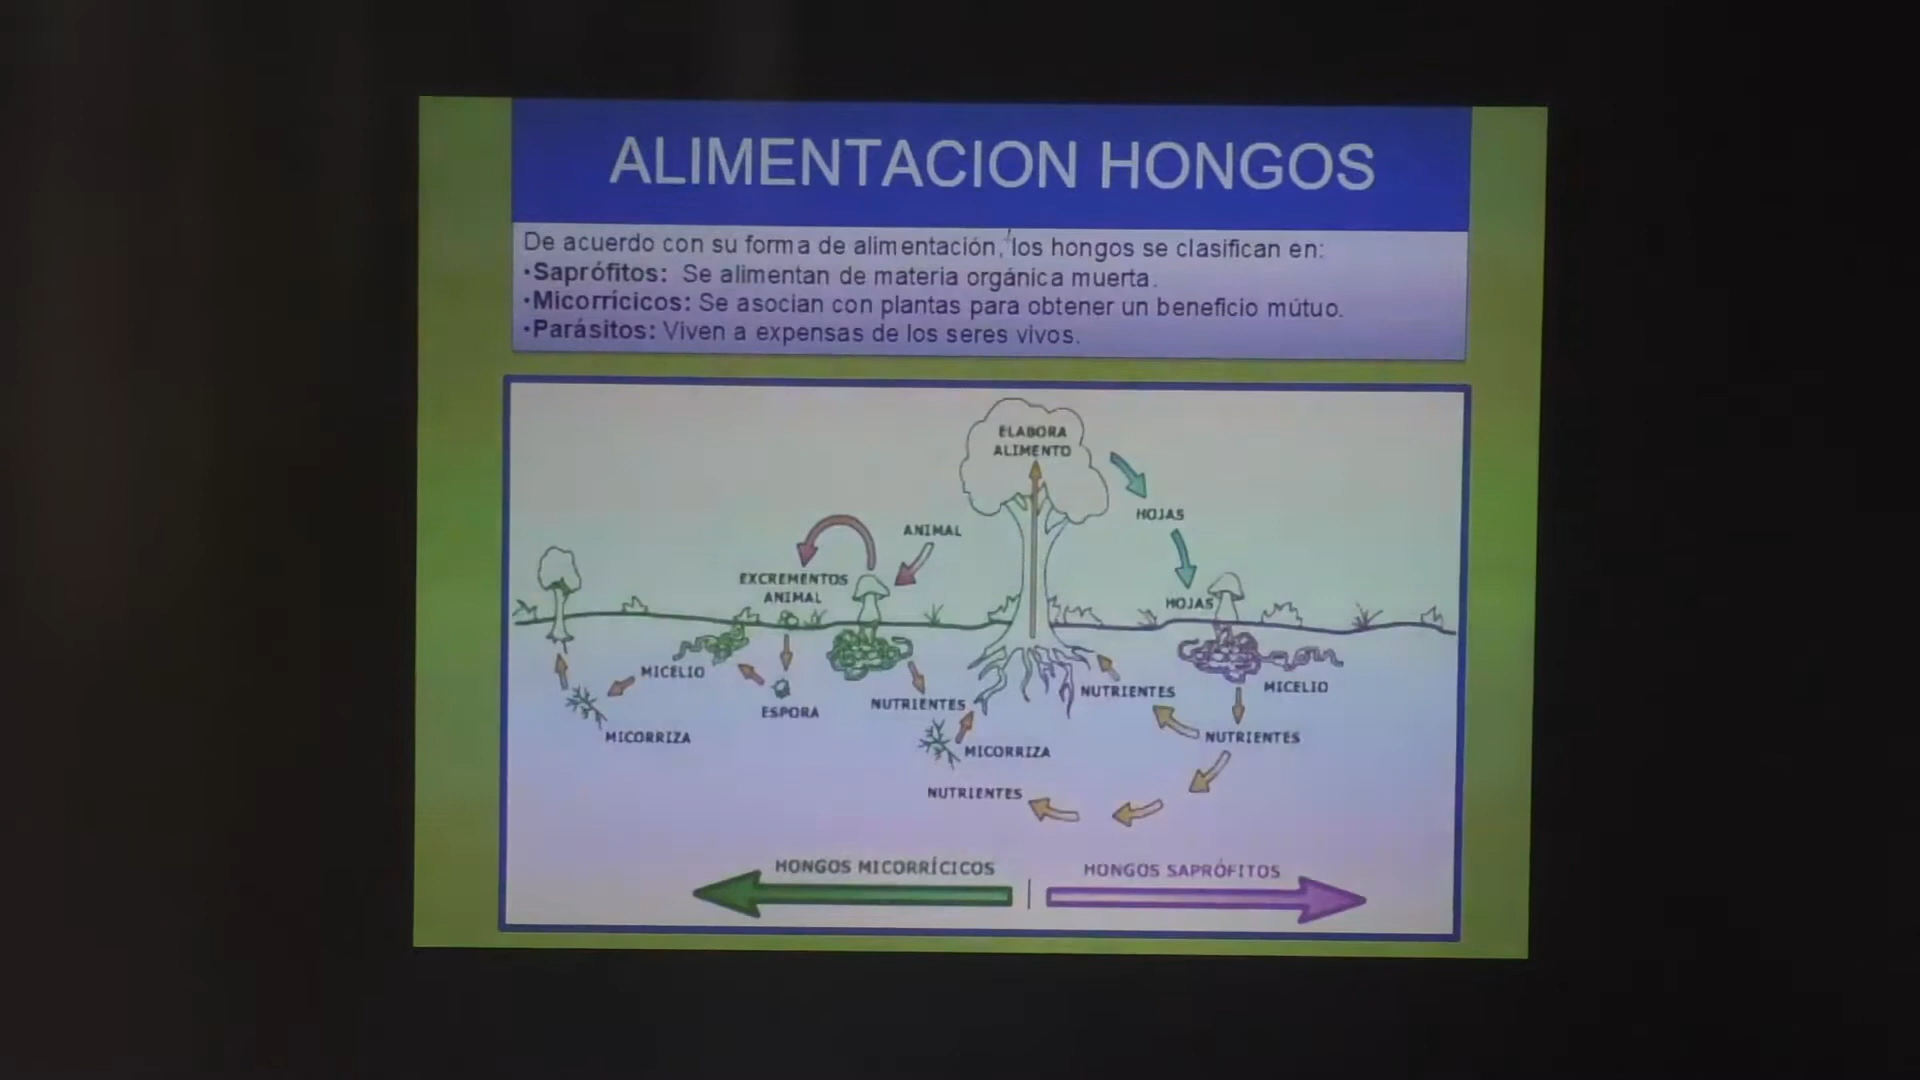 ALIMENTACION HONGOS
De acuerdo con su forma de alimentación, los hongos se clasifican en:
•Saprófitos: Se alimentan de materia orgánica muerta.
•Micorrícicos: Se asocian con plantas para obtener un beneficio mútuo.
•Parásitos: Viven a expensas de los seres vivos.
ELABORA
ALIMENTO
HOJAS
ANIMAL
EXCREMENTOS
ANIMAL
HOJAS
MICELIO
ESPORA
NUTRIENTES
NUTRIENTES
MICELIO
MICORRIZA
MICORRIZA
NUTRIENTES
NUTRIENTES
HONGOS MICORRÍCICOS
HONGOS SAPRÓFITOS